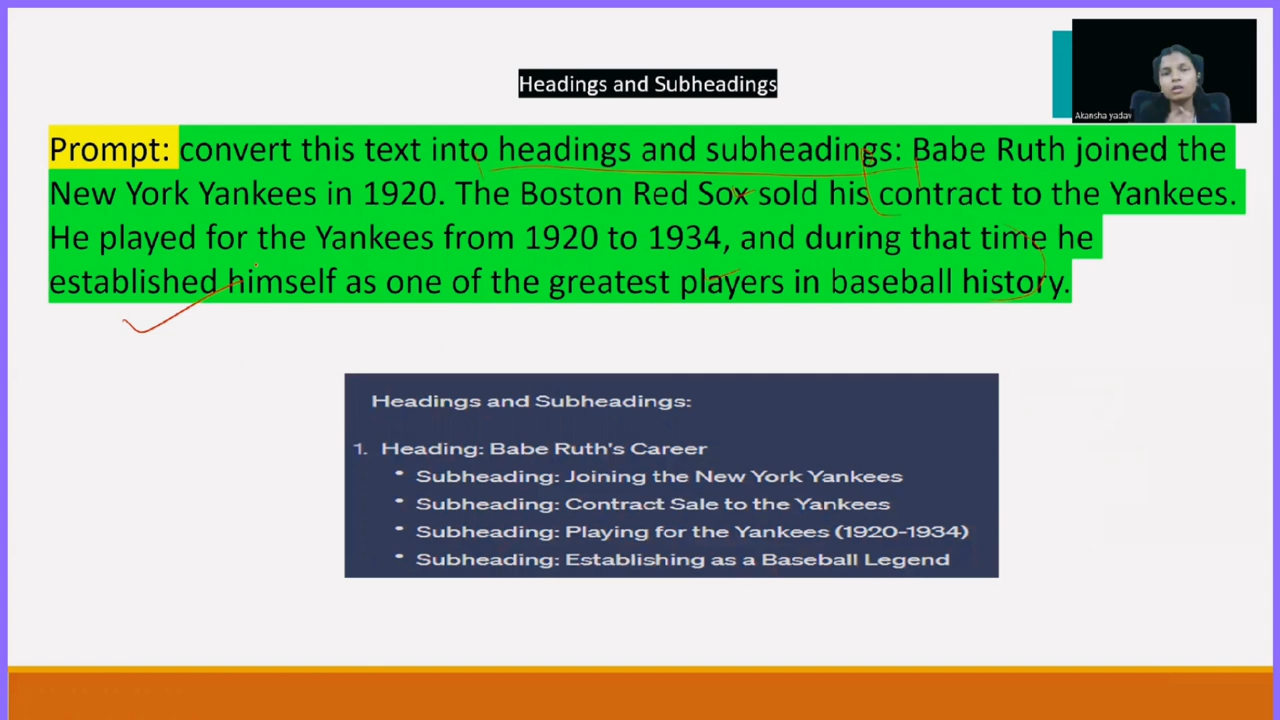 Headings and Subheadings
Akansha yadav
Prompt: convert this text into headings and subheadings: Babe Ruth joined the
New York Yankees in 1920. The Boston Red Sox sold his contract to the Yankees.
He played for the Yankees from 1920 to 1934, and during that time he
established himself as one of the greatest players in baseball history.
Headings and Subheadings:
1. Heading: Babe Ruth's Career
• Subheading: Joining the New York Yankees
• Subheading: Contract Sale to the Yankees
• Subheading: Playing for the Yankees (1920-1934)
• Subheading: Establishing as a Baseball Legend